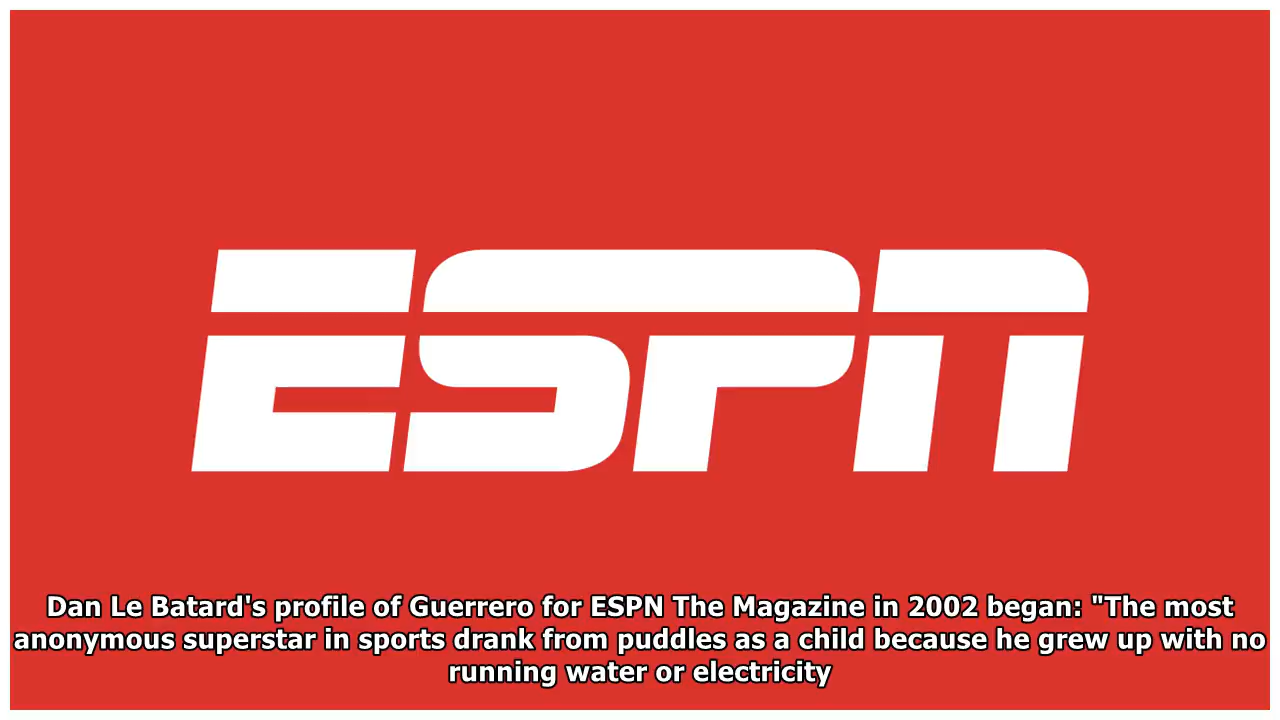 ESPN
Dan Le Batard's profile of Guerrero for ESPN The Magazine in 2002 began: "The most
anonymous superstar in sports drank from puddles as a child because he grew up with no
running water or electricity